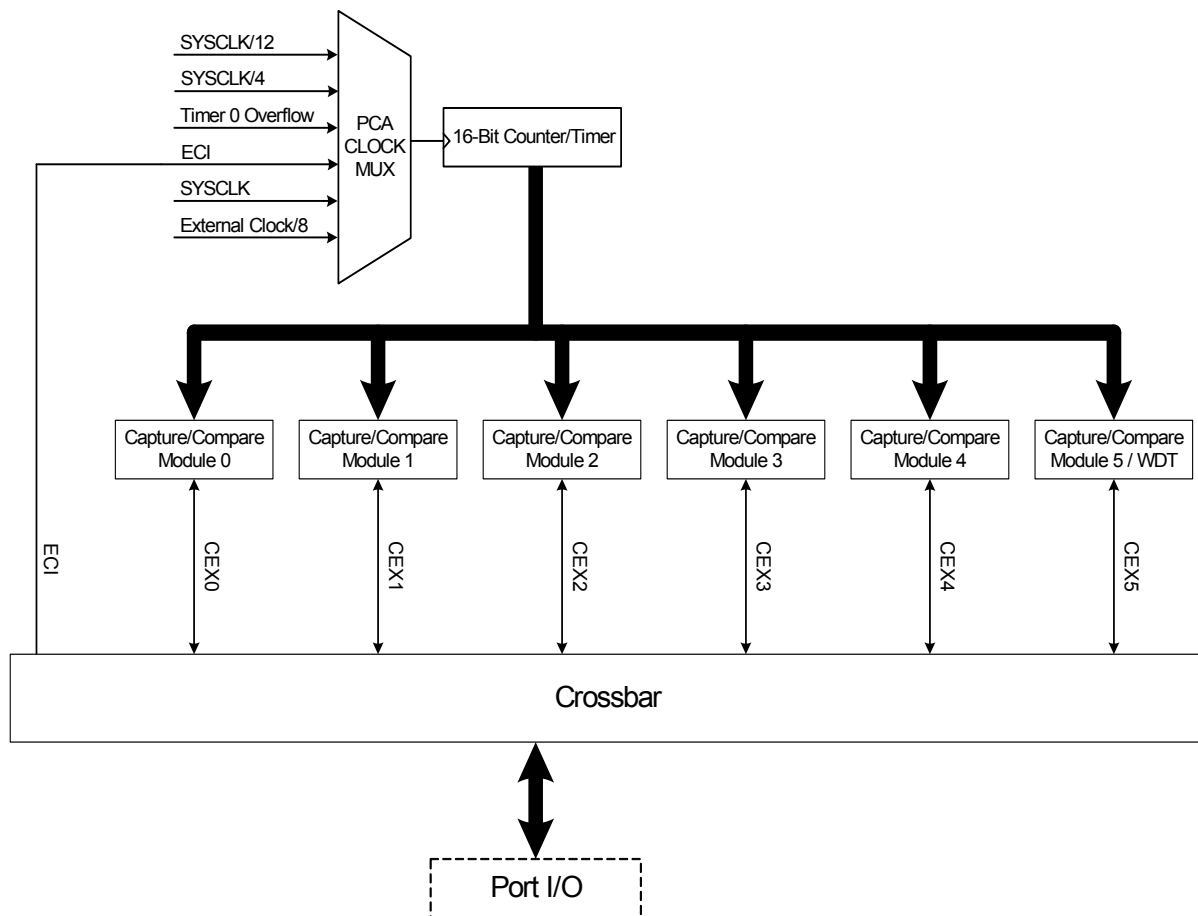 SYSCLK/12
SYSCLK/4
Timer 0 Overflow
ECI
SYSCLK
External Clock/8
PCA
CLOCK
MUX
16-Bit Counter/Timer
Capture/Compare
Module 0
Capture/Compare
Module 1
Capture/Compare
Module 2
Capture/Compare
Module 3
Capture/Compare
Module 4
Capture/Compare
Module 5 / WDT
ECI
CEX0
CEX1
CEX2
CEX3
CEX4
CEX5
Crossbar
Port I/O